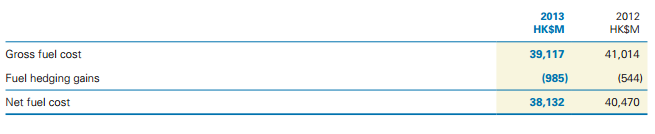 2013 2012
HK$M HK$M
Gross fuel cost 39,117 41,014
Fuel hedging gains (985) (544)
Net fuel cost 38,132 40,470